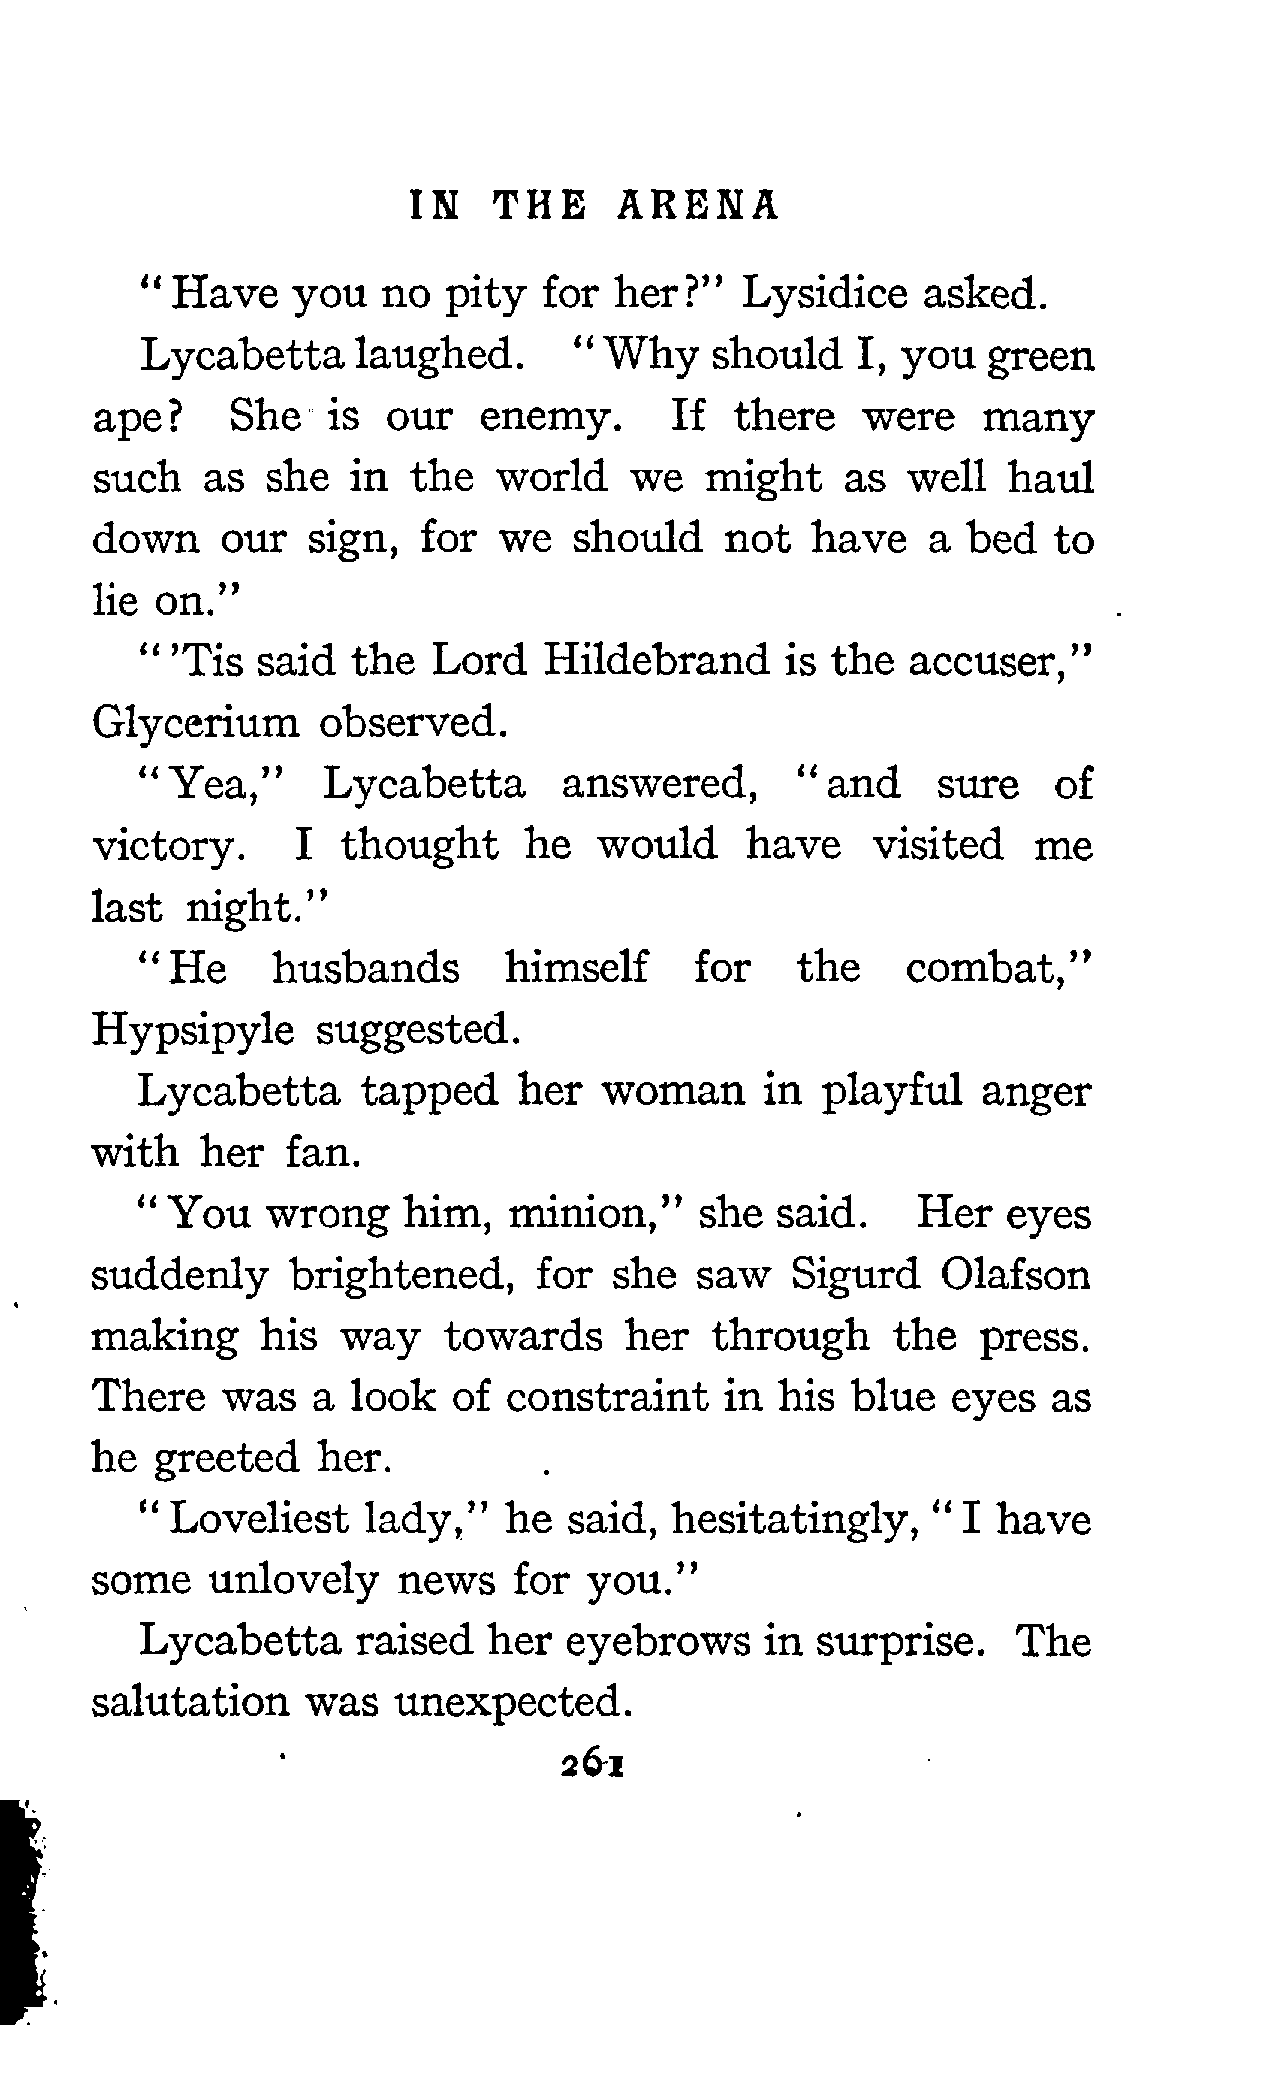 IN THE ARENA
"Have you no pity for her?" Lysidice asked.
Lycabetta laughed. "Why should I, you green
ape? She is our enemy. If there were many
such as she in the world we might as well haul
down our sign, for we should not have a bed to
lie on."
"'Tis said the Lord Hildebrand is the accuser,"
Glycerium observed.
"Yea," Lycabetta answered, "and sure of
victory. I thought he would have visited me
last night."
"He husbands himself for the combat,"
Hypsipyle suggested.
Lycabetta tapped her woman in playful anger
with her fan.
"You wrong him, minion," she said. Her eyes
suddenly brightened, for she saw Sigurd Olafson
making his way towards her through the press.
There was a look of constraint in his blue eyes as
he greeted her.
"Loveliest lady," he said, hesitatingly, "I have
some unlovely news for you."
Lycabetta raised her eyebrows in surprise. The
salutation was unexpected.
261